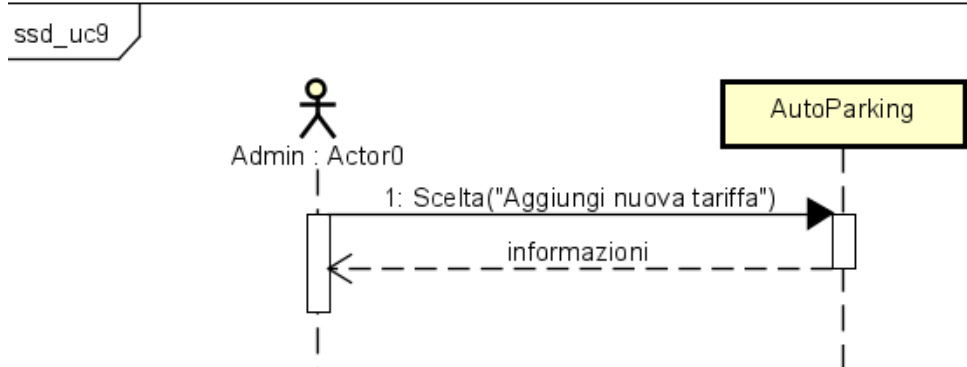 ssd_uc9
AutoParking
Admin : Actor0
1: Scelta("Aggiungi nuova tariffa")
informazioni